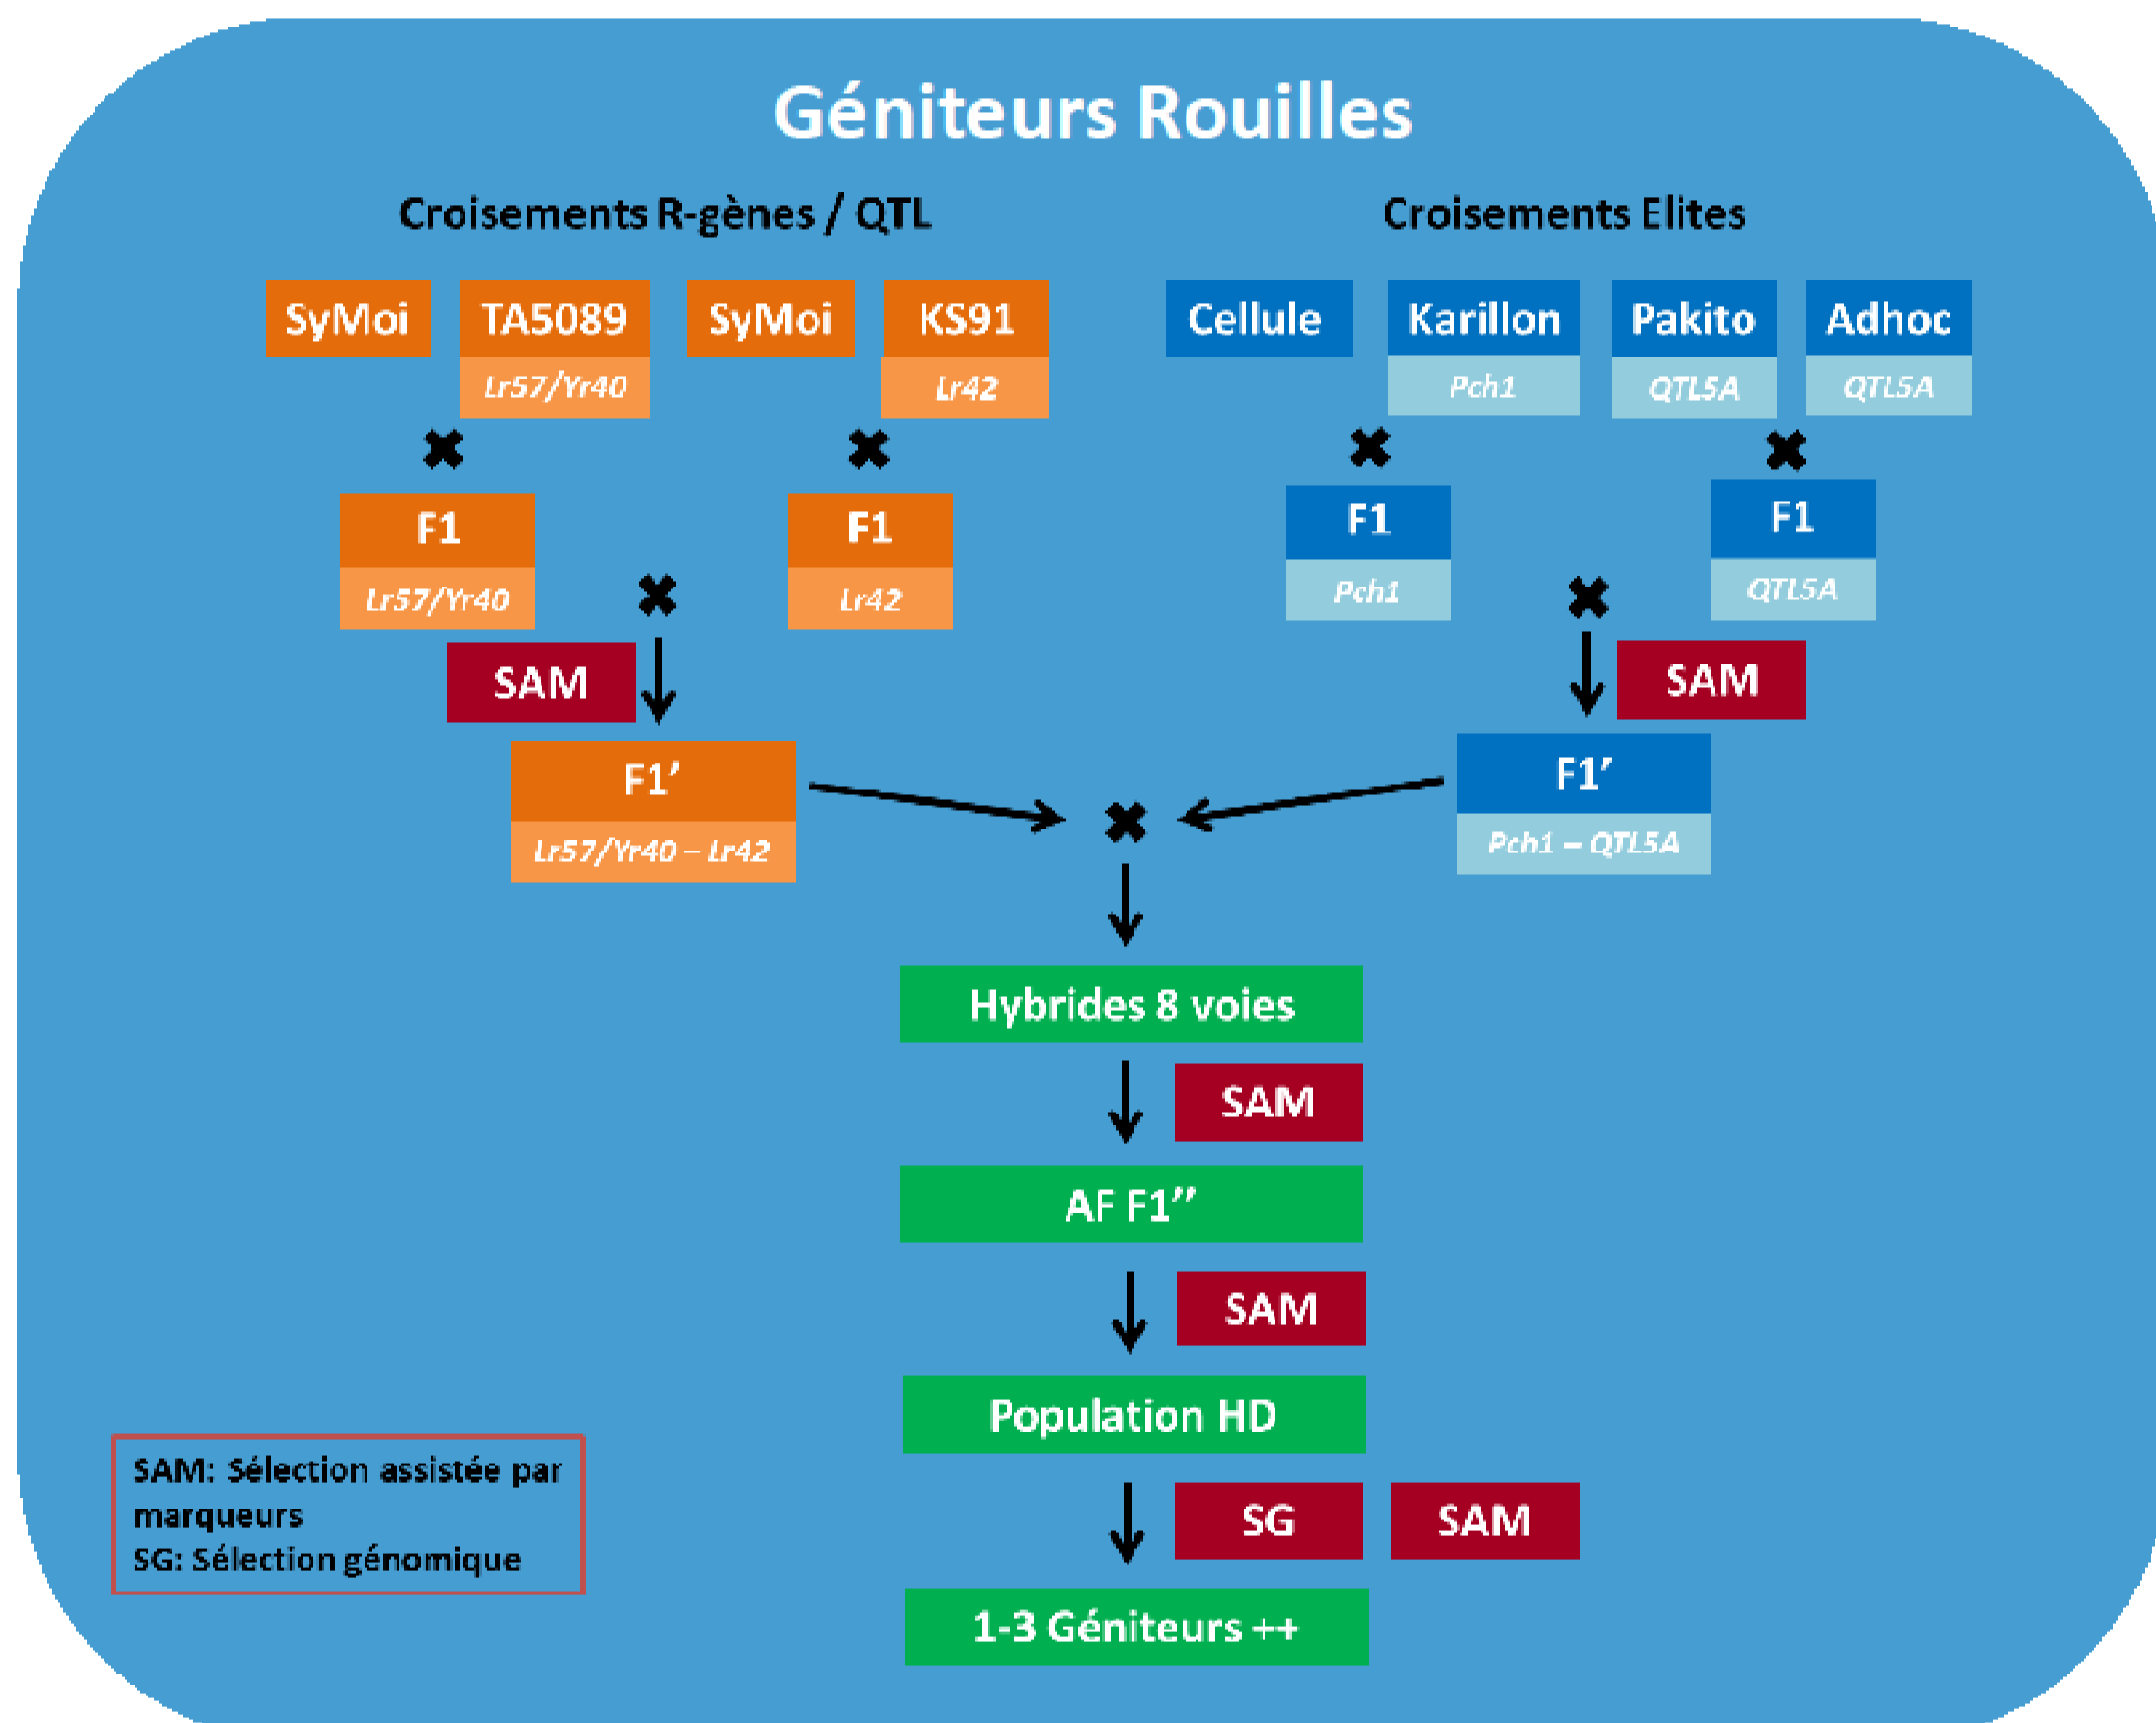 Géniteurs Rouilles
Croisements R-gènes / QTL
Croisements Elites
SyMoi
TA5089
SyMoi
KS91
Cellule
Karillon
Pakito
Adhoc
Lr57/Yr40
Lr42
Pch1
QTL5A
QTL5A
F1
F1
F1
F1
Lr57/Yr40
Lr42
Pch1
QTL5A
SAM
SAM
F1’
F1’
Lr57/Yr40 – Lr42
Pch1 – QTL5A
Hybrides 8 voies
SAM
AF F1’’
SAM
Population HD
SG
SAM
1-3 Géniteurs ++
SAM: Sélection assistée par
marqueurs
SG: Sélection génomique